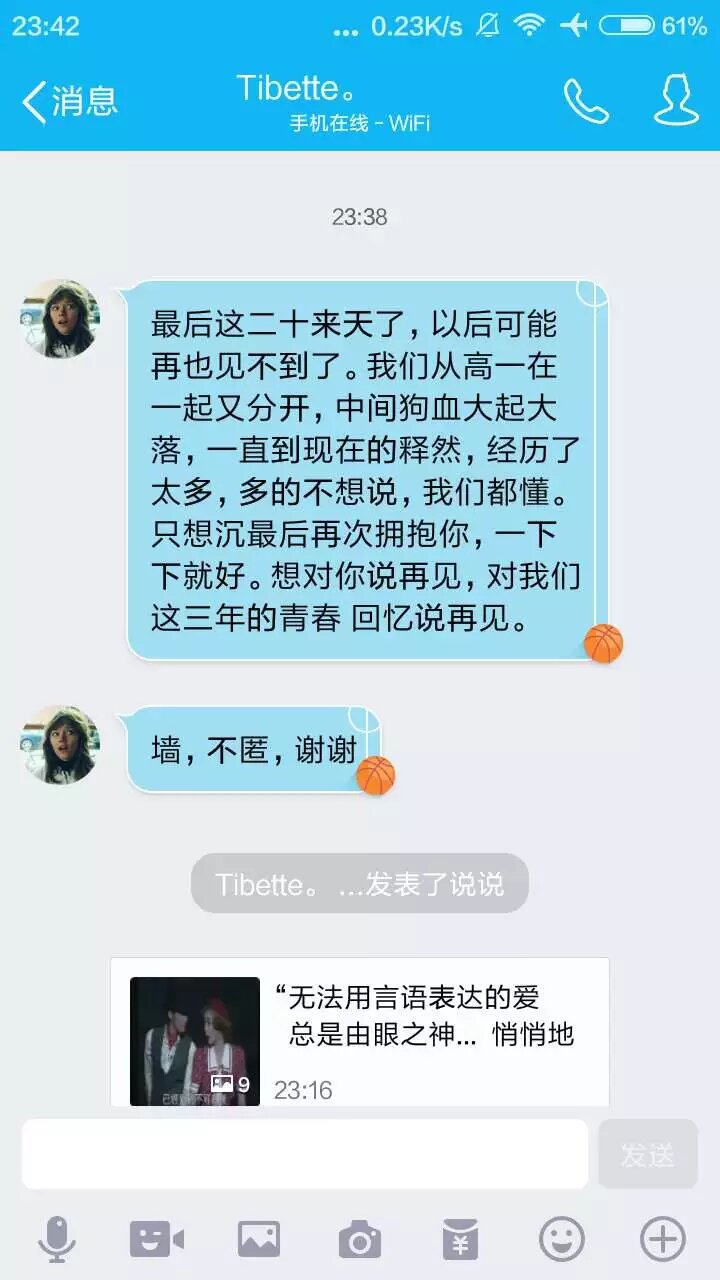 23:42
... 0.23K/s 61%
消息
Tibette。
手机在线 - WiFi
23:38
最后这二十来天了，以后可能
再也见不到了。我们从高一在
一起又分开，中间狗血大起大
落，一直到现在的释然，经历了
太多，多的不想说，我们都懂。
只想沉最后再次拥抱你，一下
下就好。想对你说再见，对我们
这三年的青春 回忆说再见。
墙，不匿，谢谢
Tibette。 ...发表了说说
“无法用言语表达的爱
总是由眼之神... 悄悄地
9
23:16
发送